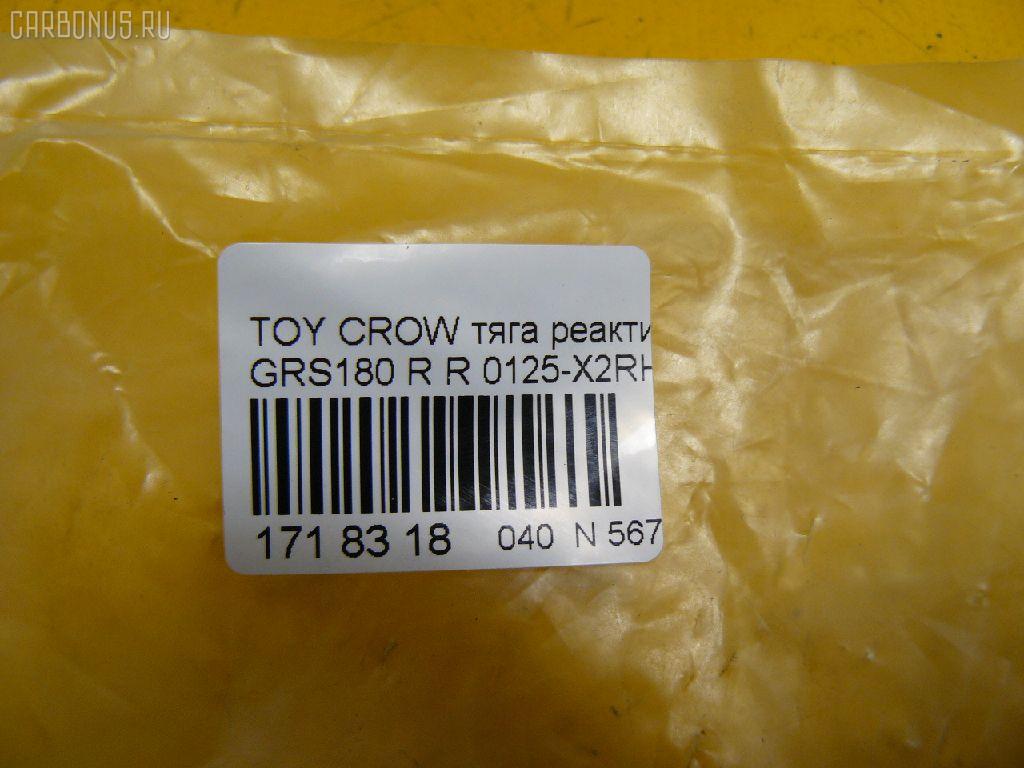 CARBONUS.RU
TOY CROW тяга реакти
GRS180 R R 0125-X2RH
171 83 18 040 N 567